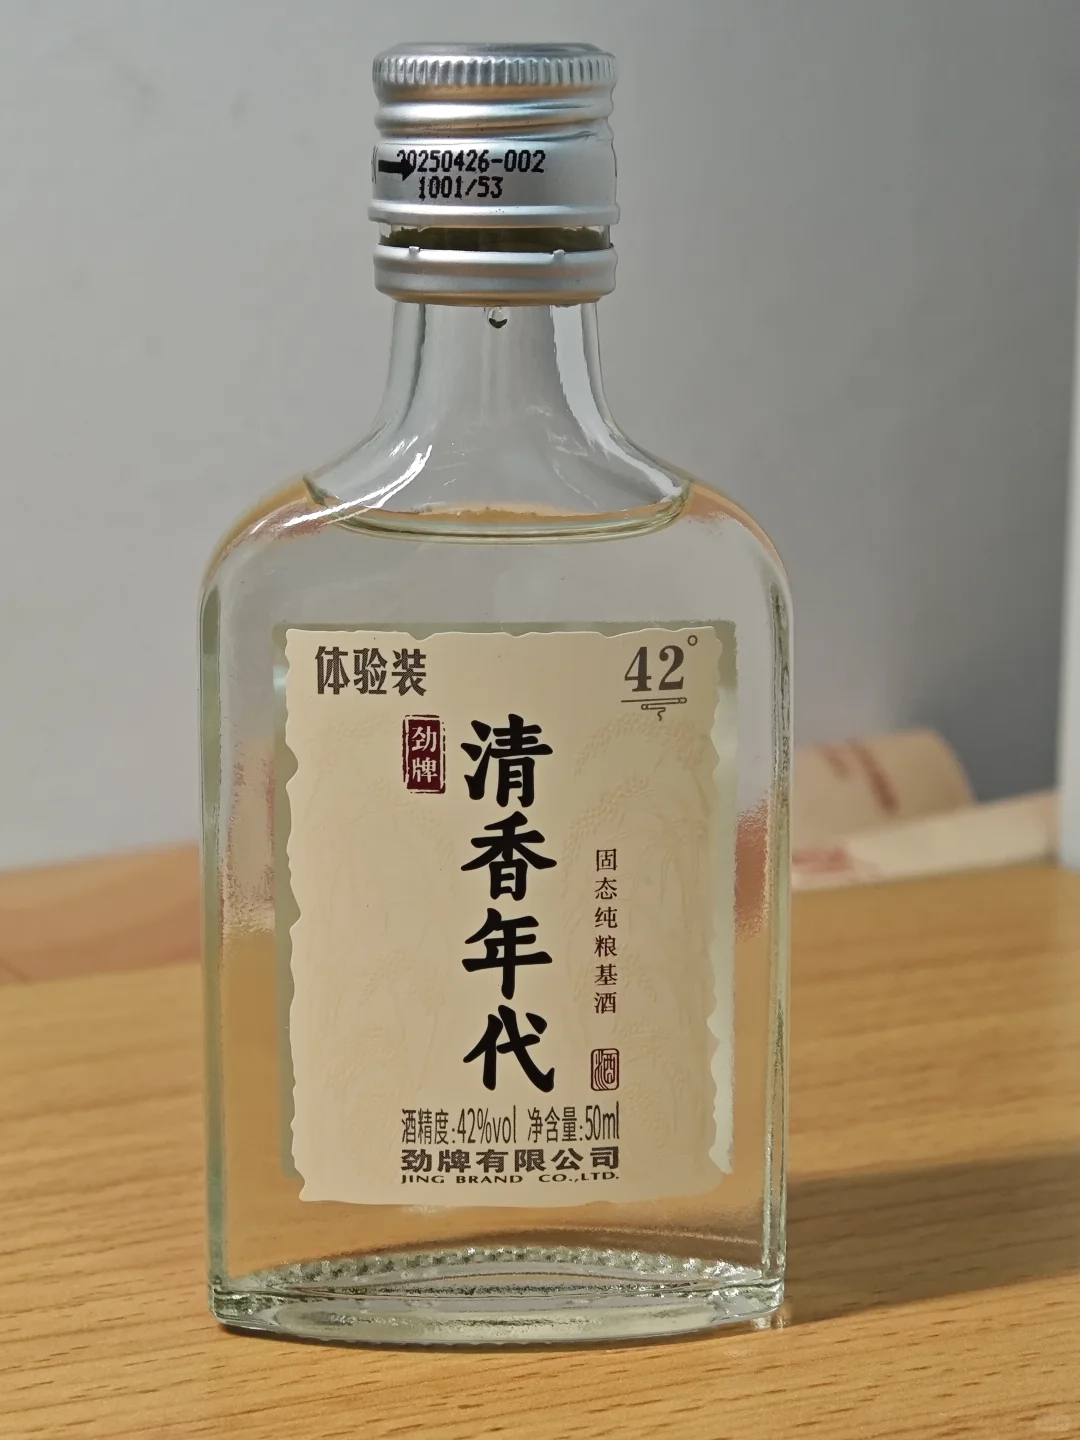 20250426-002
1001/53
体验装
42°
劲牌
清香年代
固态纯粮基酒
酒
酒精度:42%vol 净含量:50ml
劲牌有限公司
JING BRAND CO.,LTD.